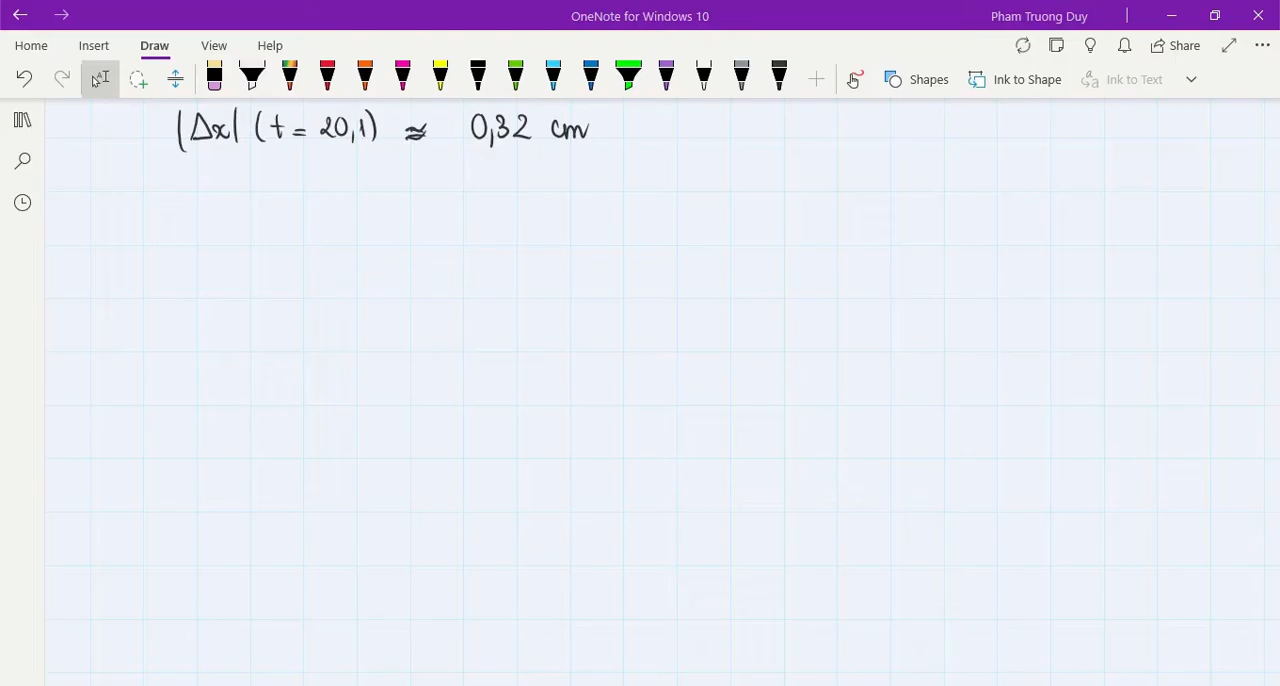 OneNote for Windows 10
Pham Truong Duy
Home Insert Draw View Help
Share
Shapes
Ink to Shape
Ink to Text
|Δx| (t = 20,1) ≈ 0,32 cm